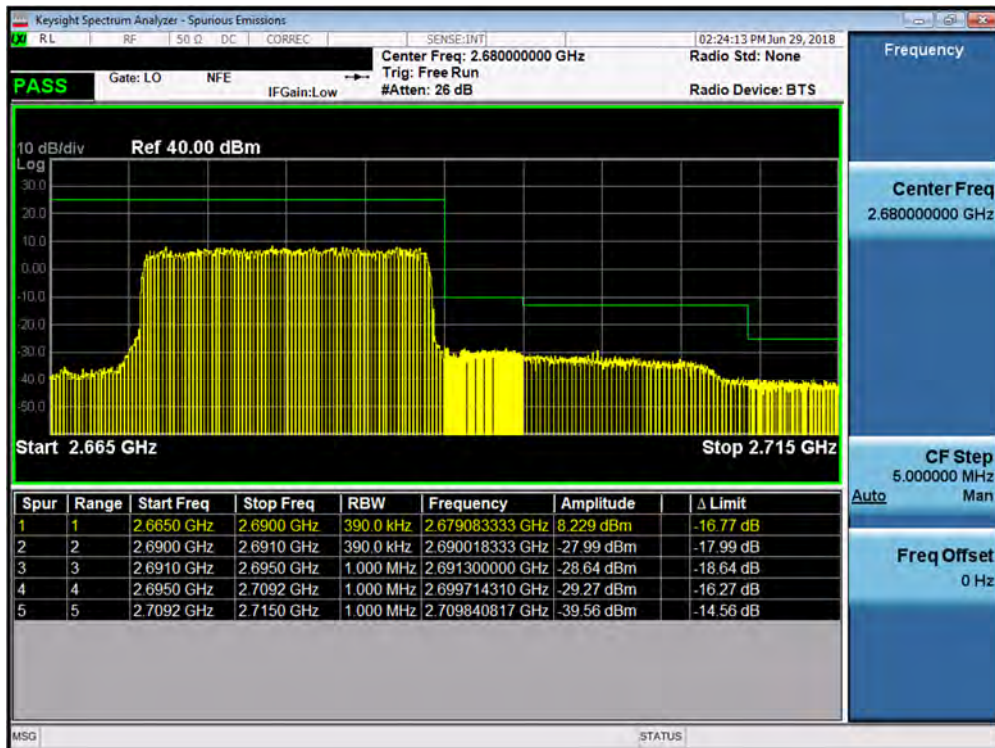 Keysight Spectrum Analyzer - Spurious Emissions
LXI RL RF 50 Ω DC CORREC SENSE:INT 02:24:13 PM Jun 29, 2018
Center Freq: 2.680000000 GHz Radio Std: None
PASS Gate: LO NFE Trig: Free Run
IFGain:Low #Atten: 26 dB Radio Device: BTS
10 dB/div Ref 40.00 dBm
Log
30.0
20.0
10.0
0.00
-10.0
-20.0
-30.0
-40.0
-50.0
Start 2.665 GHz Stop 2.715 GHz
Spur Range Start Freq Stop Freq RBW Frequency Amplitude Δ Limit
1 1 2.6650 GHz 2.6900 GHz 390.0 kHz 2.679083333 GHz 8.229 dBm -16.77 dB
2 2 2.6900 GHz 2.6910 GHz 390.0 kHz 2.690018333 GHz -27.99 dBm -17.99 dB
3 3 2.6910 GHz 2.6950 GHz 1.000 MHz 2.691300000 GHz -28.64 dBm -18.64 dB
4 4 2.6950 GHz 2.7092 GHz 1.000 MHz 2.699714310 GHz -29.27 dBm -16.27 dB
5 5 2.7092 GHz 2.7150 GHz 1.000 MHz 2.709840817 GHz -39.56 dBm -14.56 dB
Frequency
Center Freq
2.680000000 GHz
CF Step
5.000000 MHz
Auto Man
Freq Offset
0 Hz
MSG STATUS